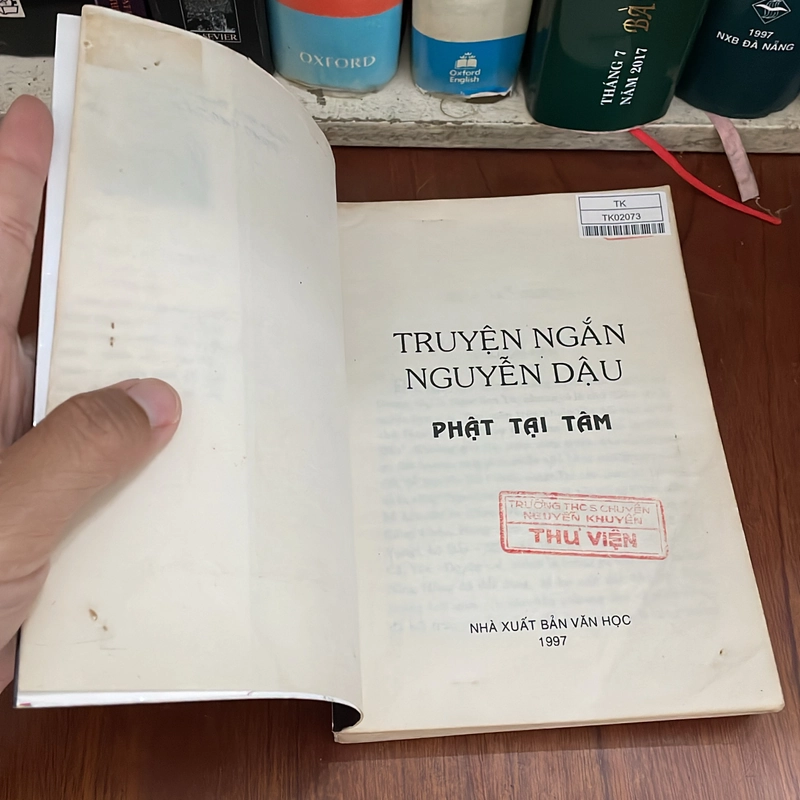 ELSEVIER
OXFORD
Oxford
English
THÁNG 7
NĂM 2017
1997
NXB ĐÀ NẴNG
TK
TK02073
TRUYỆN NGẮN
NGUYỄN DẬU
PHẬT TẠI TÂM
TRƯỜNG THCS CHUYÊN
NGUYỄN KHUYẾN
THƯ VIỆN
NHÀ XUẤT BẢN VĂN HỌC
1997